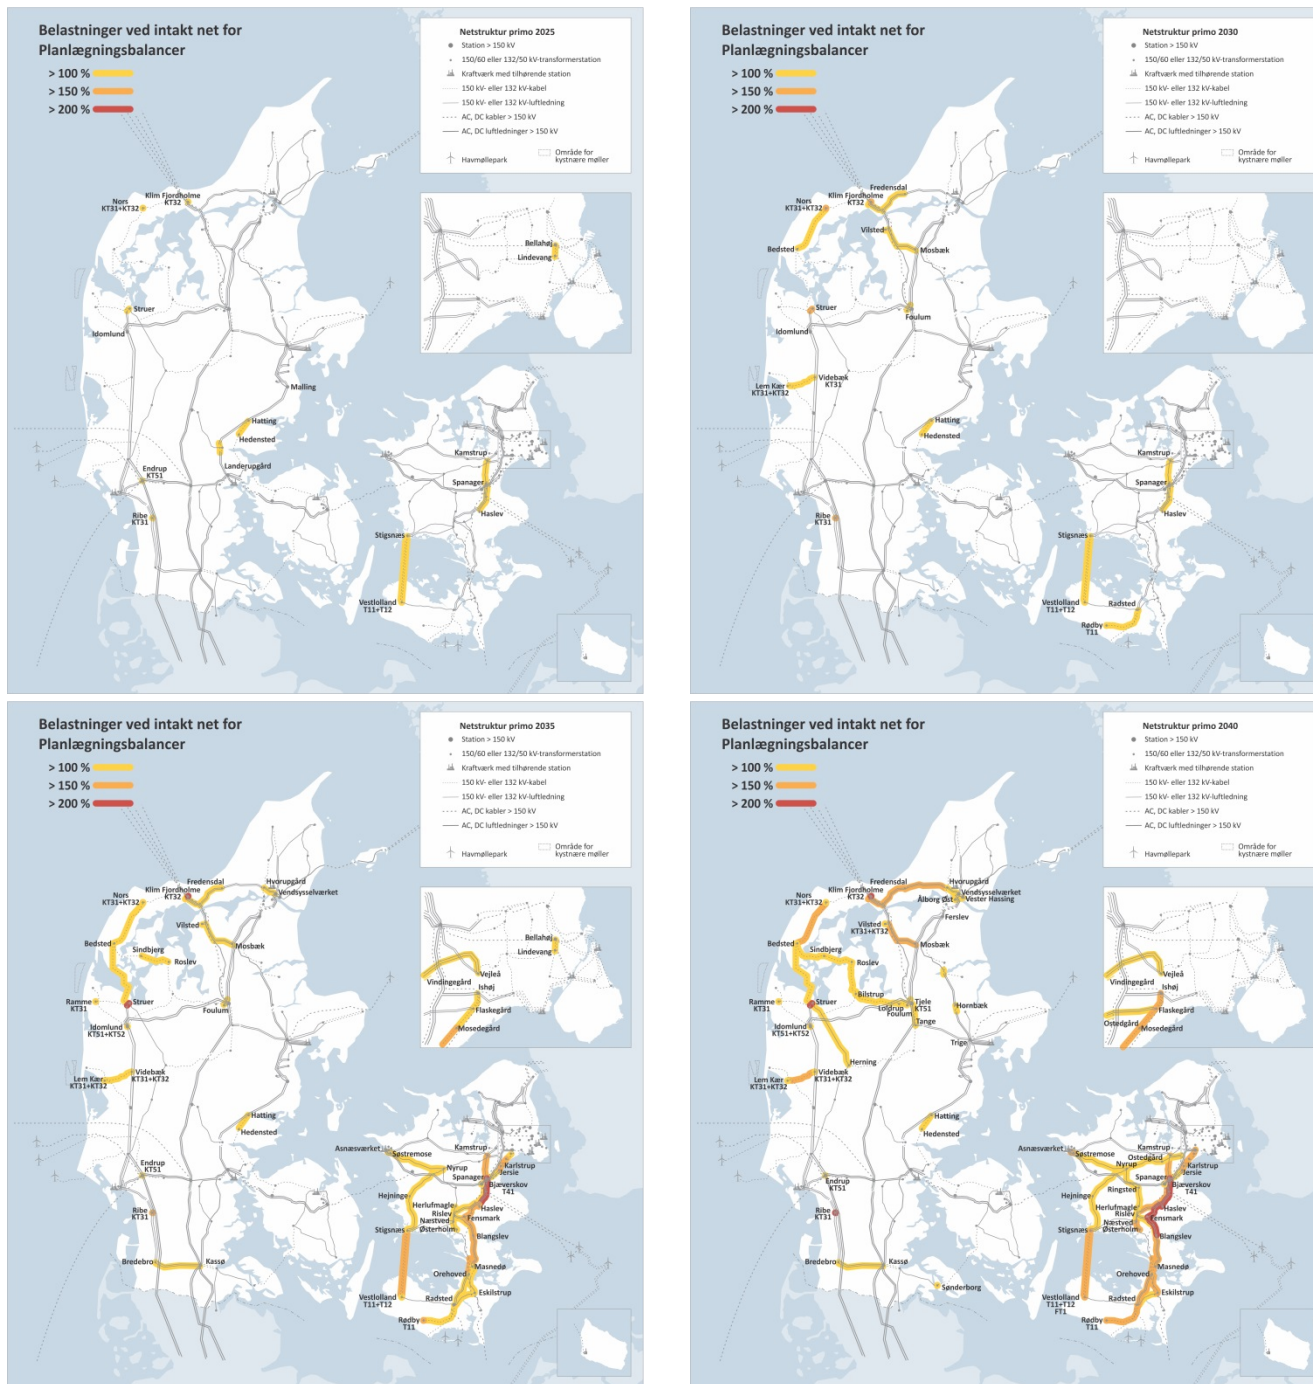 Belastninger ved intakt net for
Planlægningsbalancer
> 100 %
> 150 %
> 200 %
Netstruktur primo 2025
Station > 150 kV
150/60 eller 132/50 kV-transformerstation
Kraftværk med tilhørende station
150 kV- eller 132 kV-kabel
150 kV- eller 132 kV-luftledning
AC, DC kabler > 150 kV
AC, DC luftledninger > 150 kV
Havmøllepark
Område for
kystnære møller
Klim Fjordholme
KT32
Nors
KT31+KT32
Bellahøj
Lindevang
Struer
Idomlund
Malling
Hatting
Hedensted
Kamstrup
Landerupgård
Endrup
KT51
Spanager
Haslev
Ribe
KT31
Stigsnæs
Vestlolland
T11+T12
Belastninger ved intakt net for
Planlægningsbalancer
> 100 %
> 150 %
> 200 %
Netstruktur primo 2030
Station > 150 kV
150/60 eller 132/50 kV-transformerstation
Kraftværk med tilhørende station
150 kV- eller 132 kV-kabel
150 kV- eller 132 kV-luftledning
AC, DC kabler > 150 kV
AC, DC luftledninger > 150 kV
Havmøllepark
Område for
kystnære møller
Fredensdal
Klim Fjordholme
KT32
Nors
KT31+KT32
Vilsted
Bedsted
Mosbæk
Struer
Foulum
Idomlund
Videbæk
KT31
Lem Kær
KT31+KT32
Hatting
Hedensted
Kamstrup
Spanager
Haslev
Ribe
KT31
Stigsnæs
Vestlolland
T11+T12
Radsted
Rødby
T11
Belastninger ved intakt net for
Planlægningsbalancer
> 100 %
> 150 %
> 200 %
Netstruktur primo 2035
Station > 150 kV
150/60 eller 132/50 kV-transformerstation
Kraftværk med tilhørende station
150 kV- eller 132 kV-kabel
150 kV- eller 132 kV-luftledning
AC, DC kabler > 150 kV
AC, DC luftledninger > 150 kV
Havmøllepark
Område for
kystnære møller
Fredensdal
Hvorupgård
Klim Fjordholme
KT32
Vendsysselværket
Nors
KT31+KT32
Vilsted
Bedsted
Sindbjerg
Mosbæk
Roslev
Bellahøj
Lindevang
Vejleå
Vindingegård
Ishøj
Flaskegård
Mosedegård
Ramme
KT31
Struer
Foulum
Idomlund
KT51+KT52
Videbæk
KT31+KT32
Lem Kær
KT31+KT32
Hatting
Hedensted
Asnæsværket
Søstremose
Kamstrup
Karlstrup
Jersie
Nyrup
Spanager
Bjæverskov
T41
Endrup
KT51
Hejninge
Herlufmagle
Haslev
Rislev
Fensmark
Næstved
Østerholm
Ribe
KT31
Stigsnæs
Blangslev
Bredebro
Kassø
Masnedø
Orehoved
Eskilstrup
Vestlolland
T11+T12
Radsted
Rødby
T11
Belastninger ved intakt net for
Planlægningsbalancer
> 100 %
> 150 %
> 200 %
Netstruktur primo 2040
Station > 150 kV
150/60 eller 132/50 kV-transformerstation
Kraftværk med tilhørende station
150 kV- eller 132 kV-kabel
150 kV- eller 132 kV-luftledning
AC, DC kabler > 150 kV
AC, DC luftledninger > 150 kV
Havmøllepark
Område for
kystnære møller
Fredensdal
Hvorupgård
Klim Fjordholme
KT32
Vendsysselværket
Ålborg Øst
Vester Hassing
Nors
KT31+KT32
Ferslev
Vilsted
KT31+KT32
Bedsted
Sindbjerg
Mosbæk
Roslev
Vejleå
Vindingegård
Ishøj
Flaskegård
Ostedgård
Mosedegård
Bilstrup
Ramme
KT31
Struer
Loldrup
Tjele
KT51
Hornbæk
Foulum
Tange
Idomlund
KT51+KT52
Trige
Herning
Videbæk
KT31+KT32
Lem Kær
KT31+KT32
Hatting
Hedensted
Asnæsværket
Søstremose
Kamstrup
Ostedgård
Karlstrup
Jersie
Nyrup
Spanager
Bjæverskov
T41
Endrup
KT51
Hejninge
Ringsted
Herlufmagle
Haslev
Rislev
Fensmark
Næstved
Østerholm
Ribe
KT31
Stigsnæs
Blangslev
Bredebro
Kassø
Masnedø
Orehoved
Sønderborg
Eskilstrup
Vestlolland
T11+T12
FT1
Radsted
Rødby
T11